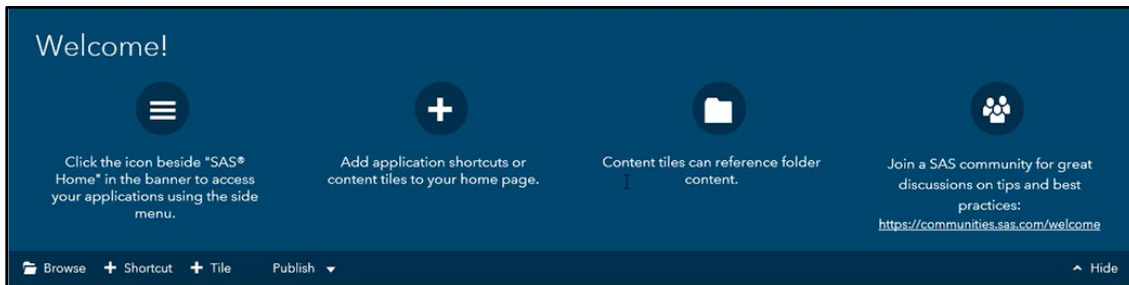 Welcome!
Click the icon beside "SAS®
Home" in the banner to access
your applications using the side
menu.
Add application shortcuts or
content tiles to your home page.
Content tiles can reference folder
content.
Join a SAS community for great
discussions on tips and best
practices:
https://communities.sas.com/welcome
Browse + Shortcut + Tile Publish Hide